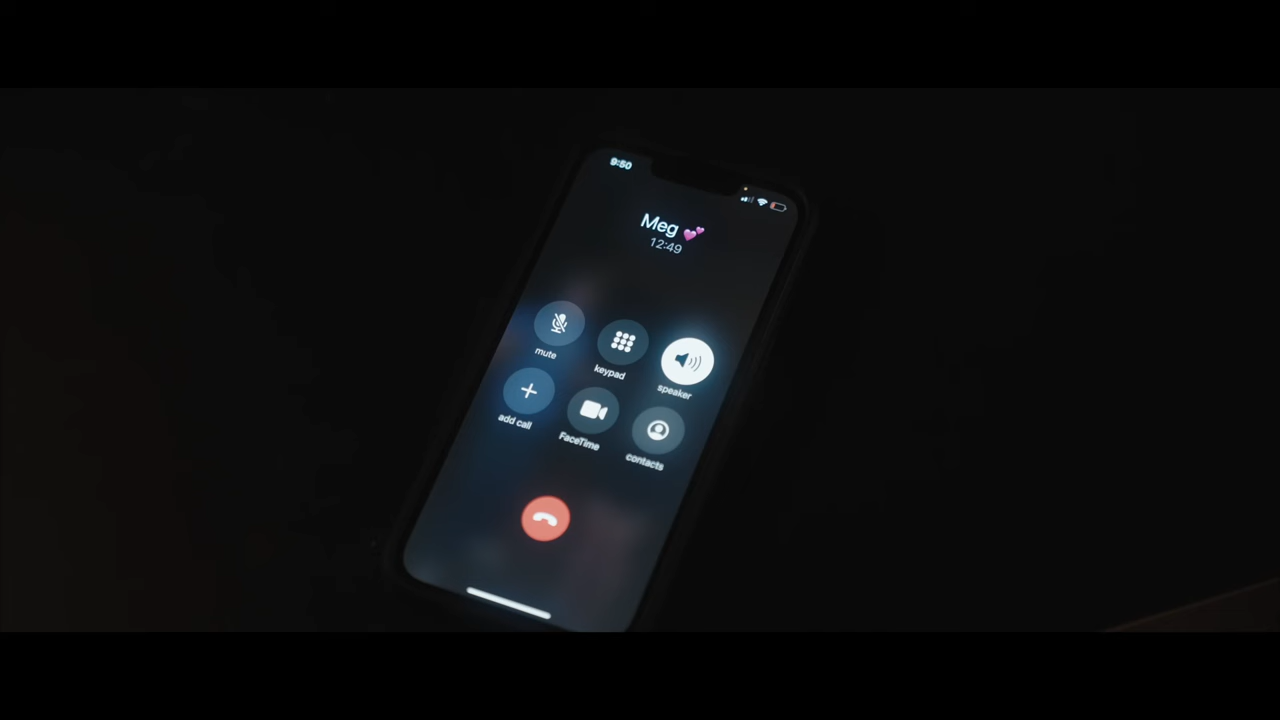 9:50
Meg 💕
12:49
mute
keypad
speaker
add call
FaceTime
contacts